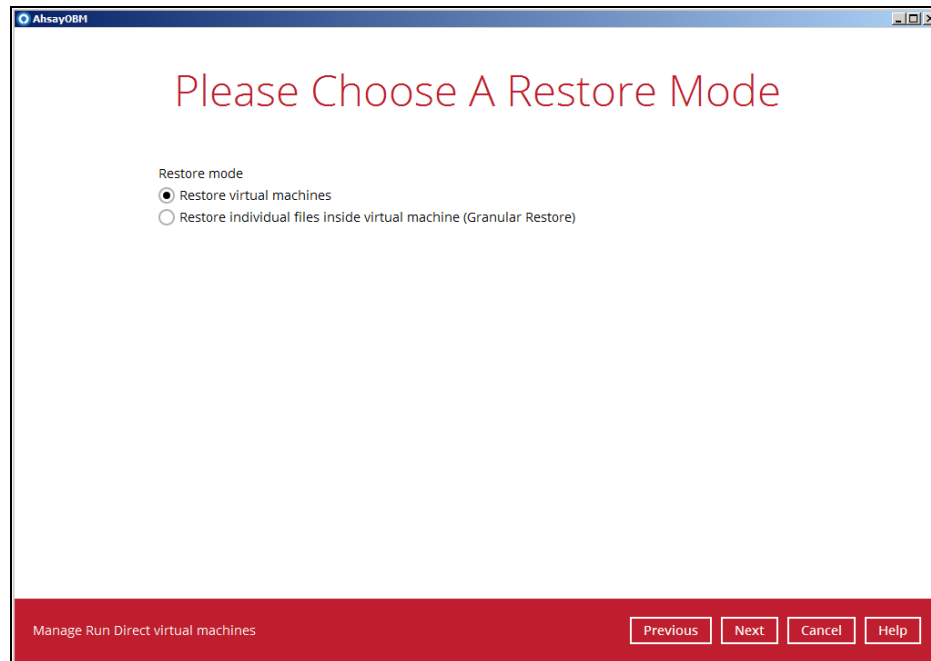 AhsayOBM
Please Choose A Restore Mode
Restore mode
Restore virtual machines
Restore individual files inside virtual machine (Granular Restore)
Manage Run Direct virtual machines
Previous
Next
Cancel
Help